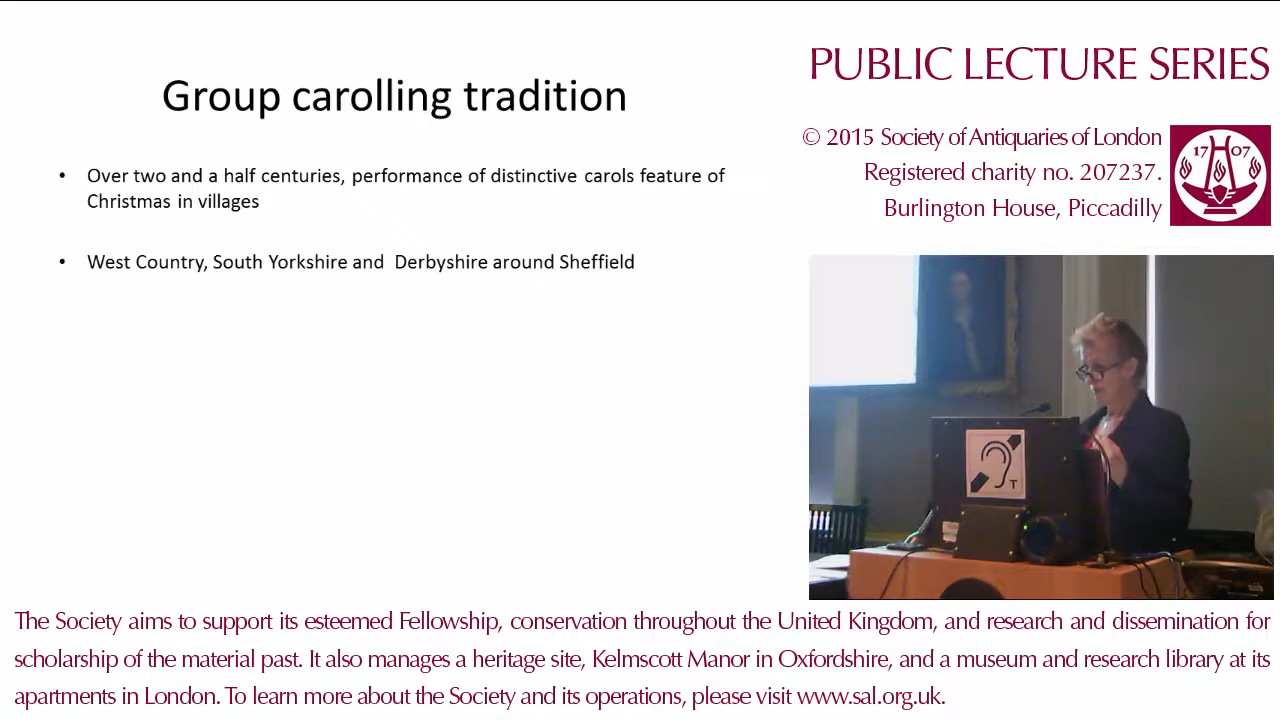 Group carolling tradition
• Over two and a half centuries, performance of distinctive carols feature of
Christmas in villages
• West Country, South Yorkshire and Derbyshire around Sheffield
PUBLIC LECTURE SERIES
© 2015 Society of Antiquaries of London
Registered charity no. 207237.
Burlington House, Piccadilly
17 07
T
The Society aims to support its esteemed Fellowship, conservation throughout the United Kingdom, and research and dissemination for
scholarship of the material past. It also manages a heritage site, Kelmscott Manor in Oxfordshire, and a museum and research library at its
apartments in London. To learn more about the Society and its operations, please visit www.sal.org.uk.